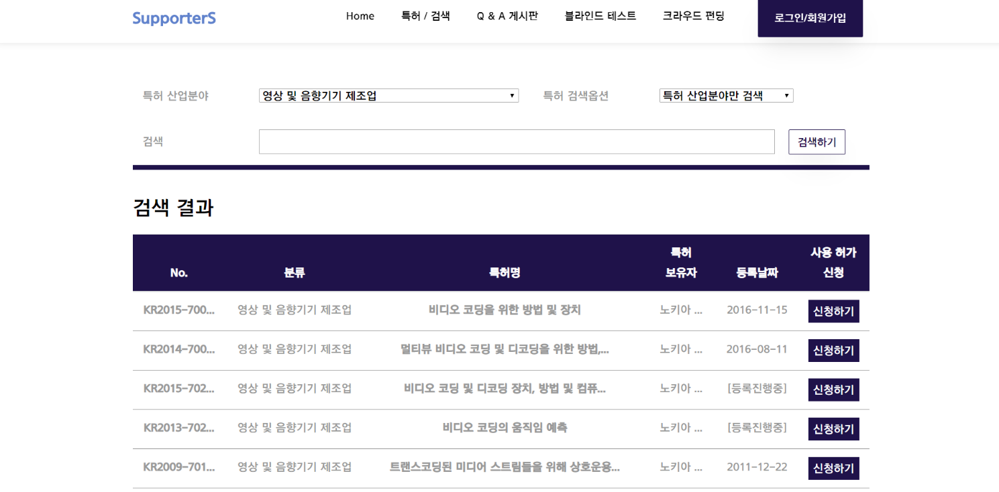 SupporterS Home 특허 / 검색 Q & A 게시판 블라인드 테스트 크라우드 펀딩 로그인/회원가입
특허 산업분야 영상 및 음향기기 제조업 특허 검색옵션 특허 산업분야만 검색
검색 검색하기
검색 결과
No. 분류 특허명 특허 보유자 등록날짜 사용 허가 신청
KR2015-700... 영상 및 음향기기 제조업 비디오 코딩을 위한 방법 및 장치 노키아 ... 2016-11-15 신청하기
KR2014-700... 영상 및 음향기기 제조업 멀티뷰 비디오 코딩 및 디코딩을 위한 방법,... 노키아 ... 2016-08-11 신청하기
KR2015-702... 영상 및 음향기기 제조업 비디오 코딩 및 디코딩 장치, 방법 및 컴퓨... 노키아 ... [등록진행중] 신청하기
KR2013-702... 영상 및 음향기기 제조업 비디오 코딩의 움직임 예측 노키아 ... [등록진행중] 신청하기
KR2009-701... 영상 및 음향기기 제조업 트랜스코딩된 미디어 스트림들을 위해 상호운용... 노키아 ... 2011-12-22 신청하기